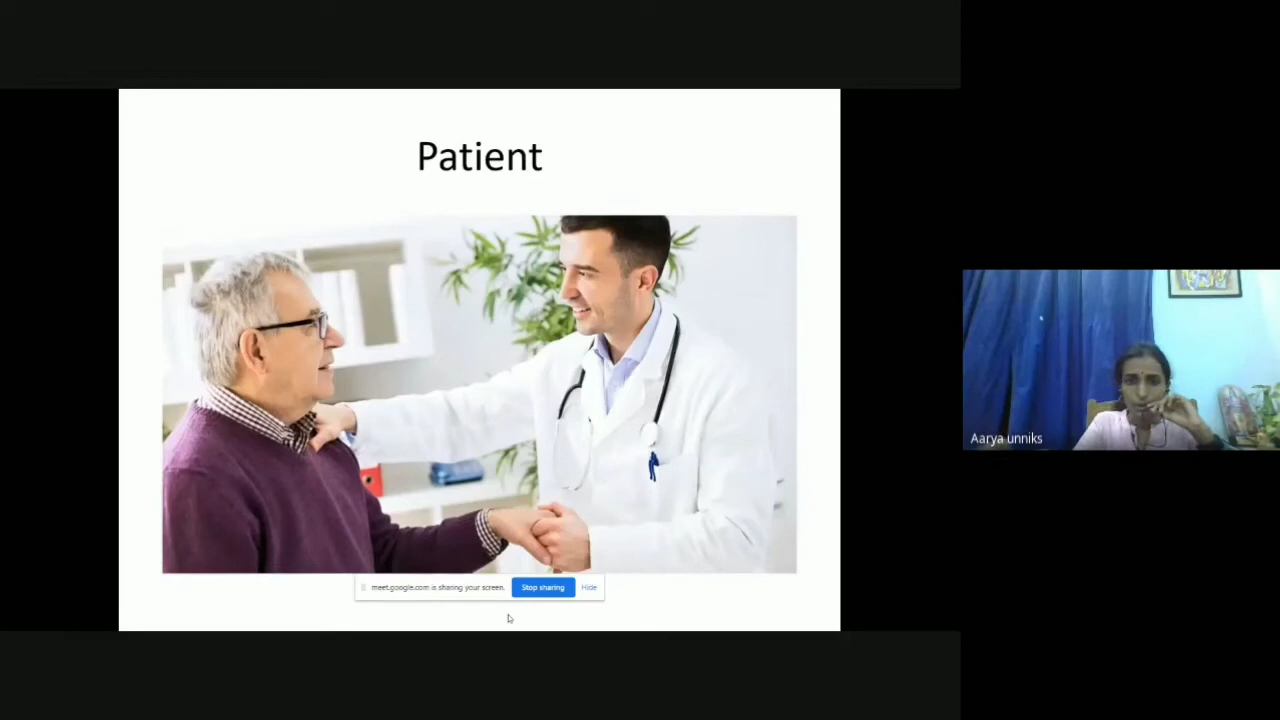 Patient
meet.google.com is sharing your screen.
Stop sharing
Hide
Aarya unniks